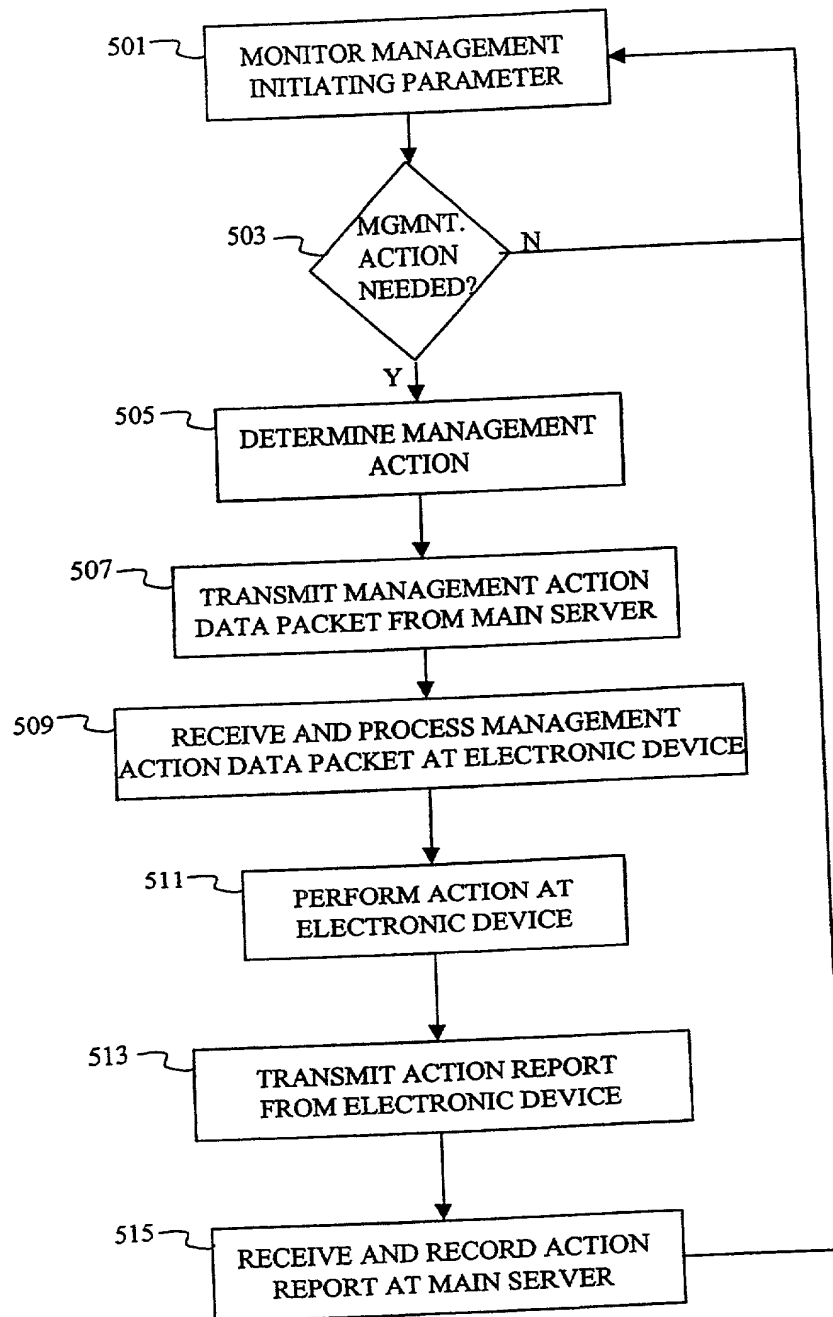 501
MONITOR MANAGEMENT
INITIATING PARAMETER
503
MGMNT.
ACTION
NEEDED?
N
Y
505
DETERMINE MANAGEMENT
ACTION
507
TRANSMIT MANAGEMENT ACTION
DATA PACKET FROM MAIN SERVER
509
RECEIVE AND PROCESS MANAGEMENT
ACTION DATA PACKET AT ELECTRONIC DEVICE
511
PERFORM ACTION AT
ELECTRONIC DEVICE
513
TRANSMIT ACTION REPORT
FROM ELECTRONIC DEVICE
515
RECEIVE AND RECORD ACTION
REPORT AT MAIN SERVER